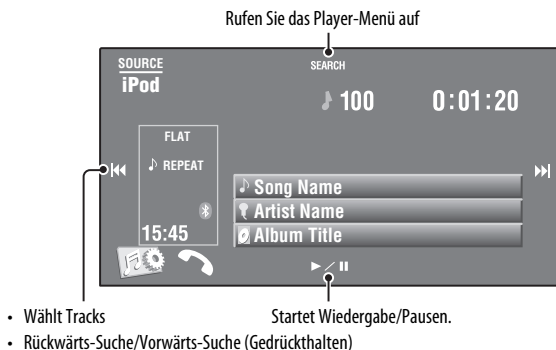 Rufen Sie das Player-Menü auf
SOURCE
iPod
SEARCH
100
0:01:20
FLAT
REPEAT
15:45
Song Name
Artist Name
Album Title
• Wählt Tracks
Startet Wiedergabe/Pausen.
• Rückwärts-Suche/Vorwärts-Suche (Gedrückthalten)